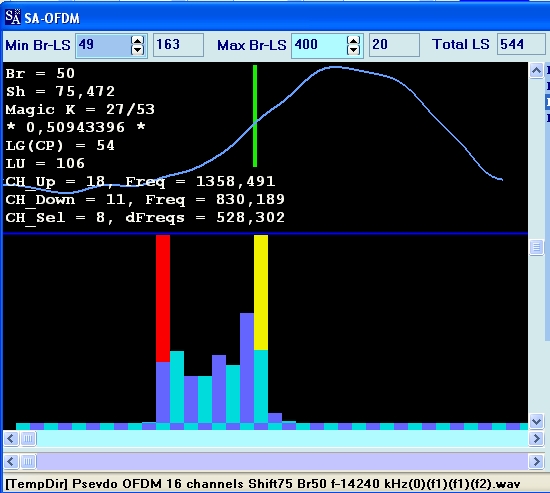 SA SA-OFDM
Min Br-LS 49 163 Max Br-LS 400 20 Total LS 544
Br = 50
Sh = 75,472
Magic K = 27/53
* 0,50943396 *
LG(CP) = 54
LU = 106
CH_Up = 18, Freq = 1358,491
CH_Down = 11, Freq = 830,189
CH_Sel = 8, dFreqs = 528,302
[TempDir] Psevdo OFDM 16 channels Shift75 Br50 f-14240 kHz(0)(f1)(f1)(f2).wav